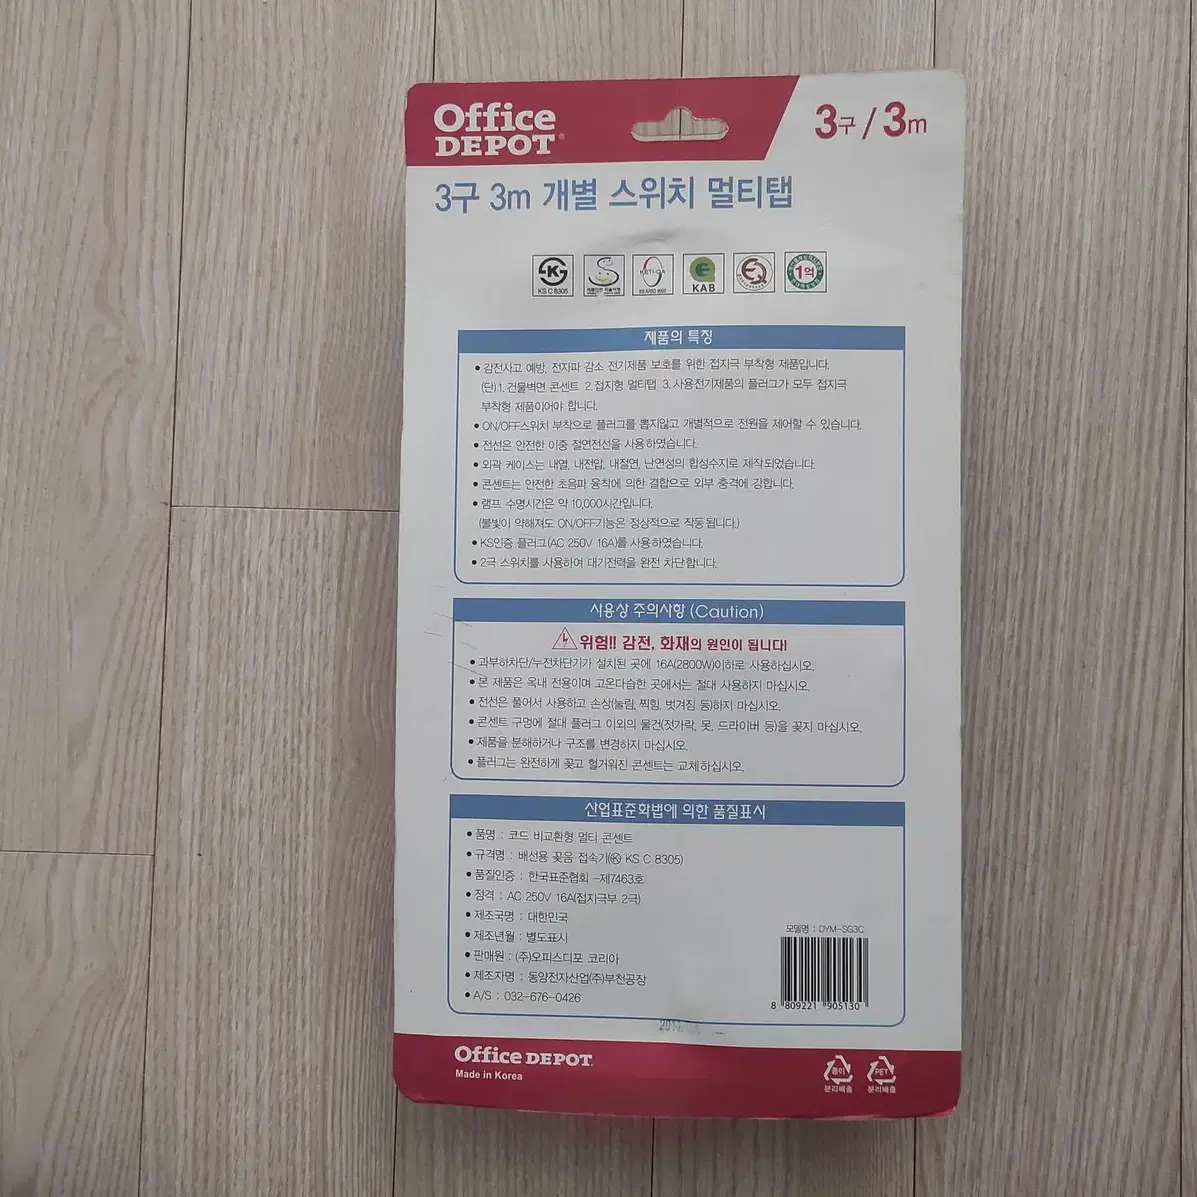 Office
DEPOT
3구 / 3m
3구 3m 개별 스위치 멀티탭
KS C 8305
KETI-QA
KAB
EQ
1억
제품의 특징
• 감전사고 예방, 전자파 감소 전기제품 보호를 위한 접지극 부착형 제품입니다.
(단) 1. 건물벽면 콘센트 2. 접지형 멀티탭 3. 사용전기제품의 플러그가 모두 접지극
부착형 제품이어야 합니다.
• ON/OFF스위치 부착으로 플러그를 뽑지않고 개별적으로 전원을 제어할 수 있습니다.
• 전선은 안전한 이중 절연전선을 사용하였습니다.
• 외곽 케이스는 내열, 내전압, 내절연, 난연성의 합성수지로 제작되었습니다.
• 콘센트는 안전한 초음파 융착에 의한 결합으로 외부 충격에 강합니다.
• 램프 수명시간은 약 10,000시간입니다.
(불빛이 약해져도 ON/OFF기능은 정상적으로 작동됩니다.)
• KS인증 플러그(AC 250V 16A)를 사용하였습니다.
• 2극 스위치를 사용하여 대기전력을 완전 차단합니다.
사용상 주의사항 (Caution)
위험!! 감전, 화재의 원인이 됩니다!
• 과부하차단/누전차단기가 설치된 곳에 16A(2800W)이하로 사용하십시오.
• 본 제품은 옥내 전용이며 고온다습한 곳에서는 절대 사용하지 마십시오.
• 전선은 풀어서 사용하고 손상(눌림, 찍힘, 벗겨짐 등)하지 마십시오.
• 콘센트 구멍에 절대 플러그 이외의 물건(젓가락, 못, 드라이버 등)을 꽂지 마십시오.
• 제품을 분해하거나 구조를 변경하지 마십시오.
• 플러그는 완전하게 꽂고 헐거워진 콘센트는 교체하십시오.
산업표준화법에 의한 품질표시
• 품명 : 코드 비교환형 멀티 콘센트
• 규격명 : 배선용 꽂음 접속기(㉿ KS C 8305)
• 품질인증 : 한국표준협회 -제7463호
• 정격 : AC 250V 16A(접지극부 2극)
• 제조국명 : 대한민국
• 제조년월 : 별도표시
• 판매원 : (주)오피스디포 코리아
• 제조자명 : 동양전자산업(주)부천공장
• A/S : 032-676-0426
모델명 : DYM-SG3C
8 809221 905130
Office DEPOT
Made in Korea
종이
분리배출
PET
분리배출